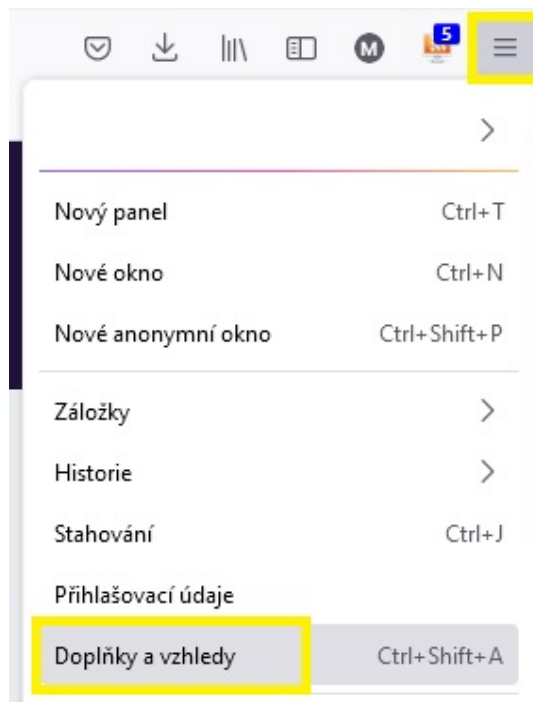 M
5
Nový panel Ctrl+T
Nové okno Ctrl+N
Nové anonymní okno Ctrl+Shift+P
Záložky
Historie
Stahování Ctrl+J
Přihlašovací údaje
Doplňky a vzhledy Ctrl+Shift+A